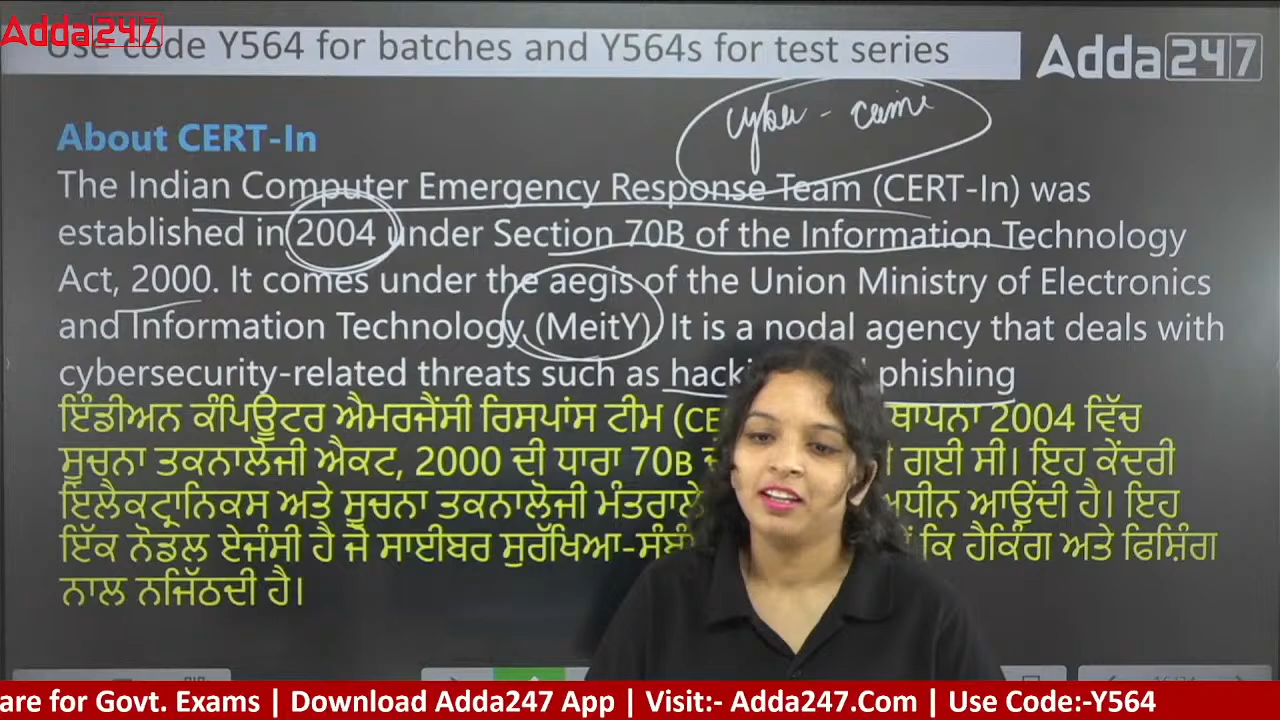 Adda247
Use code Y564 for batches and Y564s for test series
Adda247
cyber - crime
About CERT-In
The Indian Computer Emergency Response Team (CERT-In) was
established in 2004 under Section 70B of the Information Technology
Act, 2000. It comes under the aegis of the Union Ministry of Electronics
and Information Technology (MeitY). It is a nodal agency that deals with
cybersecurity-related threats such as phishing
ਇੰਡੀਅਨ ਕੰਪਿਊਟਰ ਐਮਰਜੈਂਸੀ ਰਿਸਪਾਂਸ ਟੀਮ 2004 ਵਿੱਚ
ਸੂਚਨਾ ਤਕਨਾਲੋਜੀ ਐਕਟ, 2000 ਦੀ ਧਾਰਾ 70B ਗਈ ਸੀ। ਇਹ ਕੇਂਦਰੀ
ਇਲੈਕਟ੍ਰਾਨਿਕਸ ਅਤੇ ਸੂਚਨਾ ਤਕਨਾਲੋਜੀ ਆਉਂਦੀ ਹੈ। ਇਹ
ਇੱਕ ਨੋਡਲ ਏਜੰਸੀ ਹੈ ਜੋ ਸਾਈਬਰ ਕਿ ਹੈਕਿੰਗ ਅਤੇ ਫਿਸ਼ਿੰਗ
ਨਾਲ ਨਜਿੱਠਦੀ ਹੈ।
are for Govt. Exams | Download Adda247 App | Visit:- Adda247.Com | Use Code:-Y564